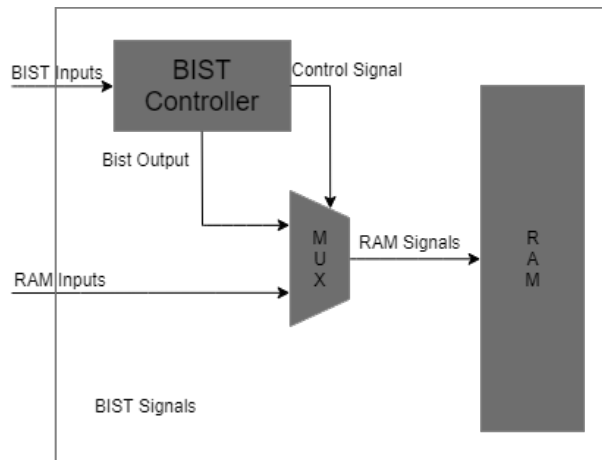 BIST Inputs
BIST
Controller
Control Signal
Bist Output
M
U
X
RAM Signals
R
A
M
RAM Inputs
BIST Signals